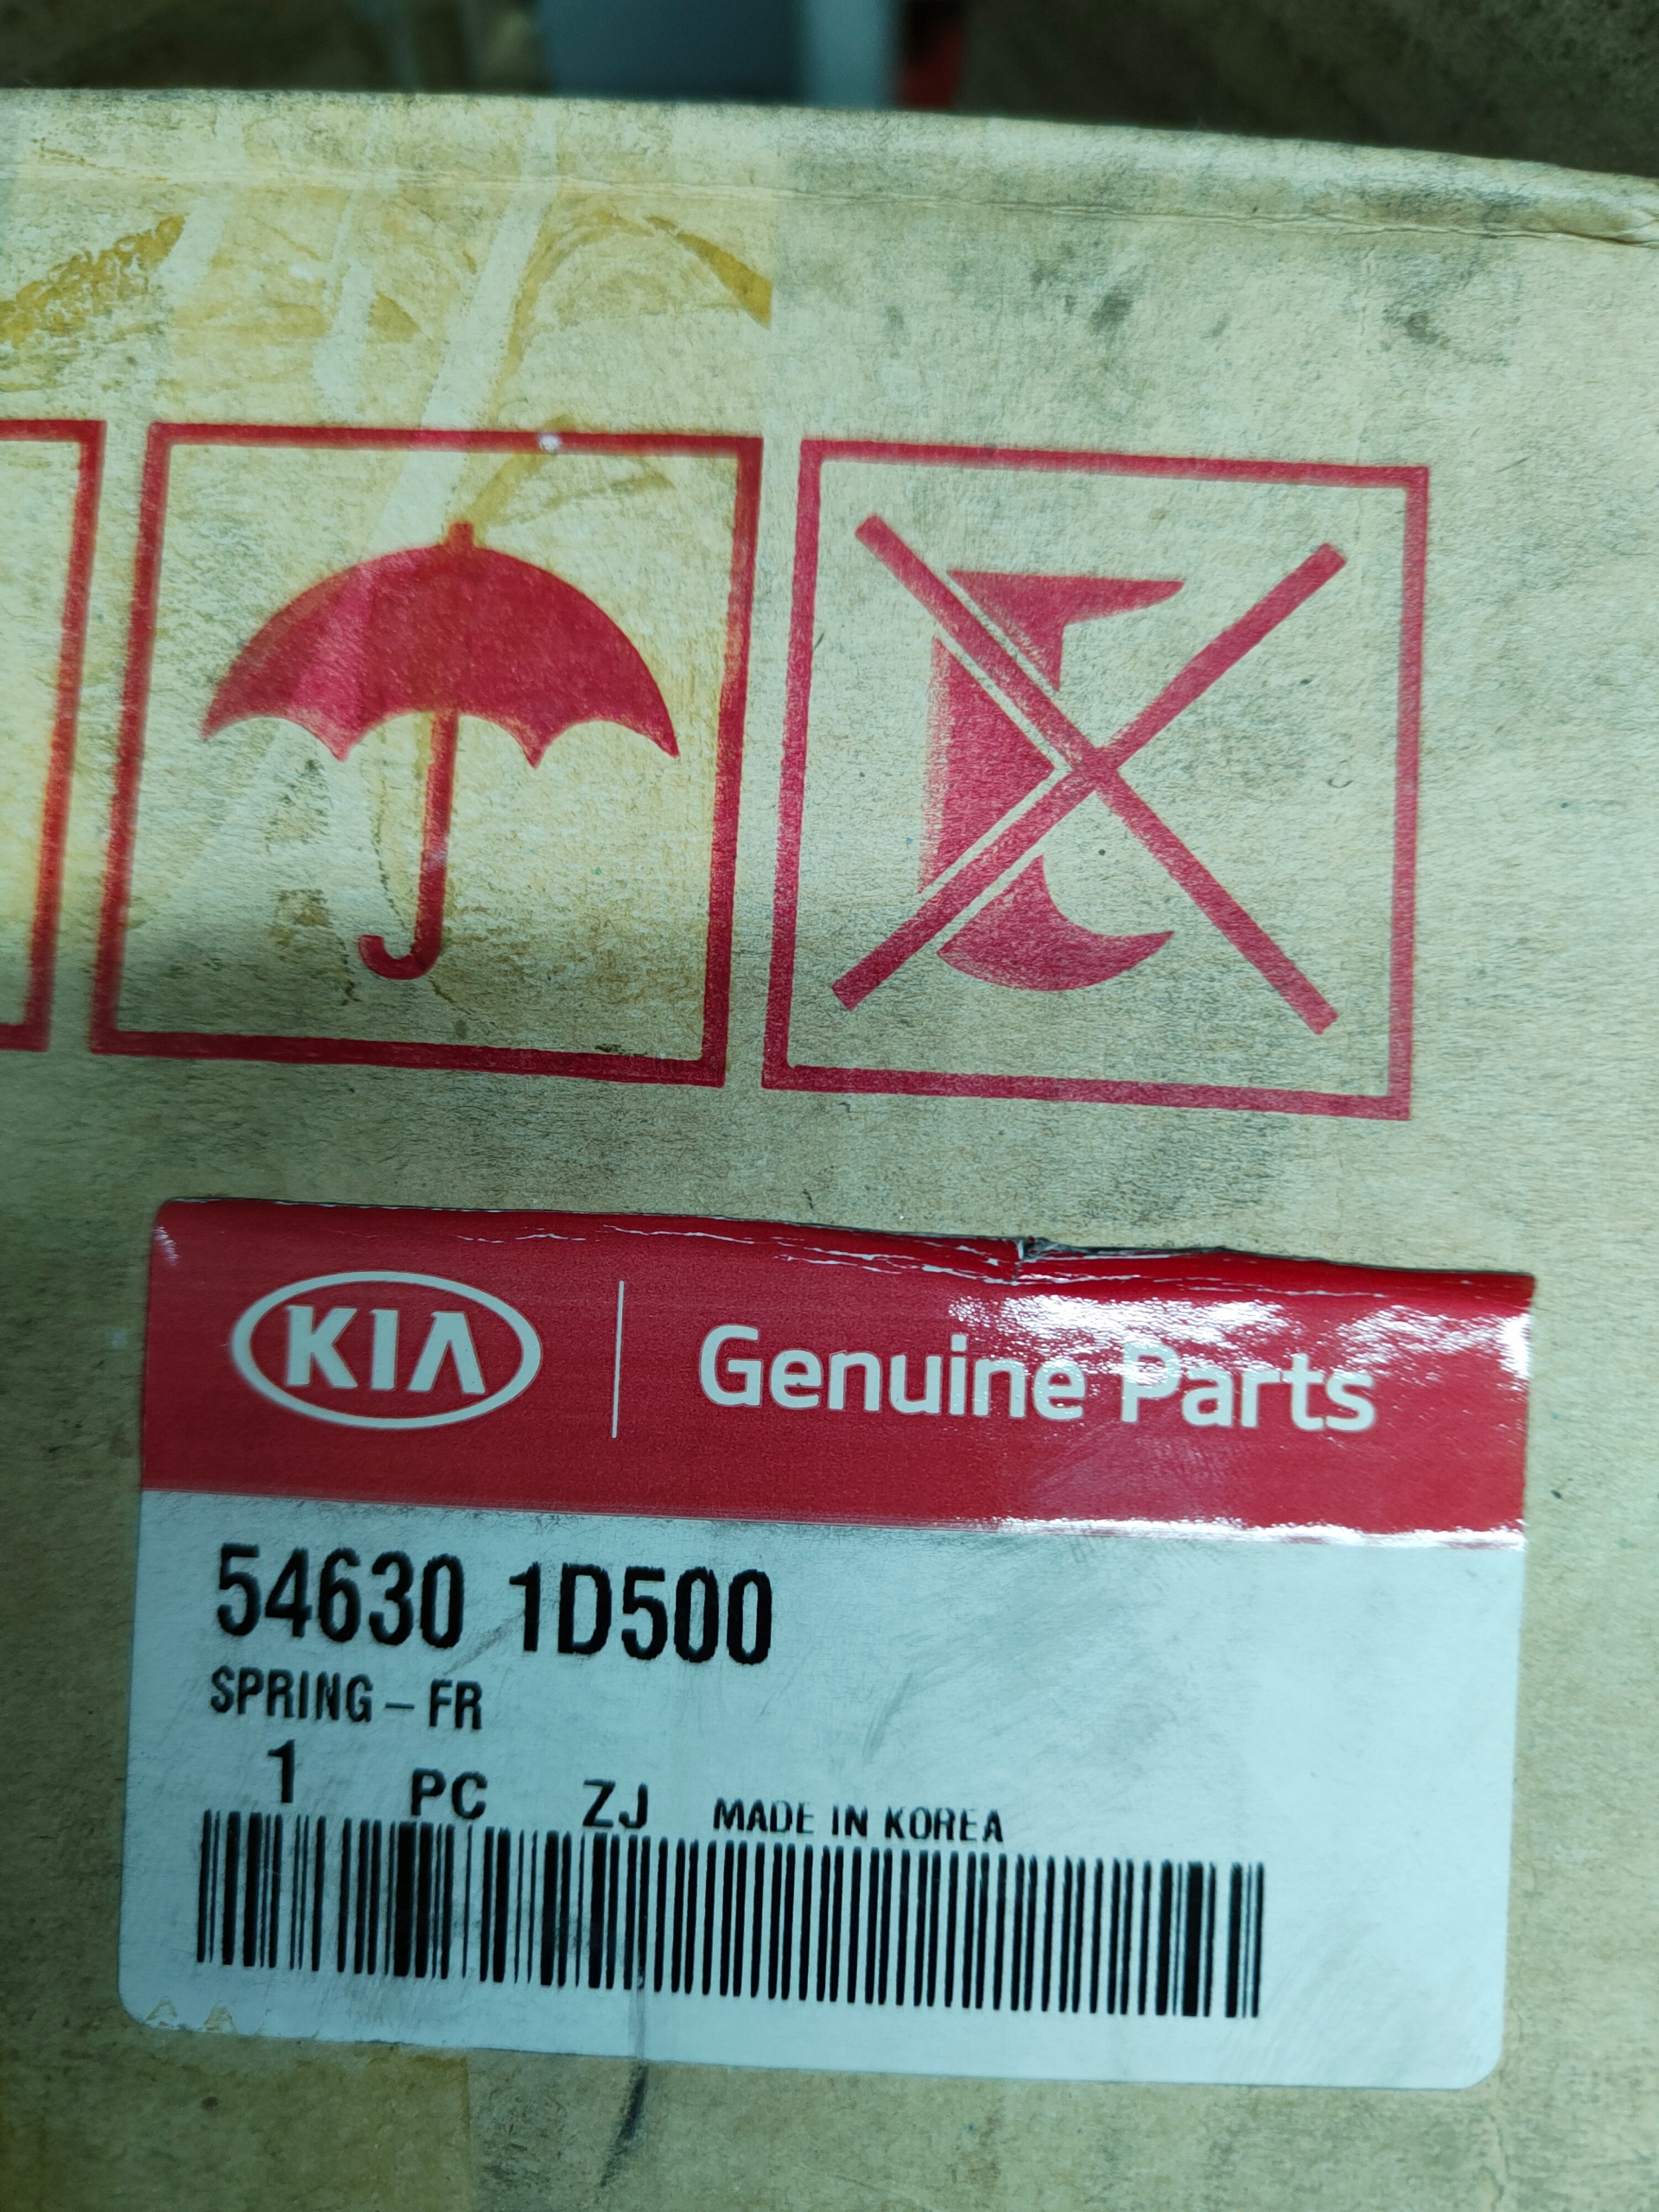 KIA Genuine Parts
54630 1D500
SPRING-FR
1 PC ZJ MADE IN KOREA